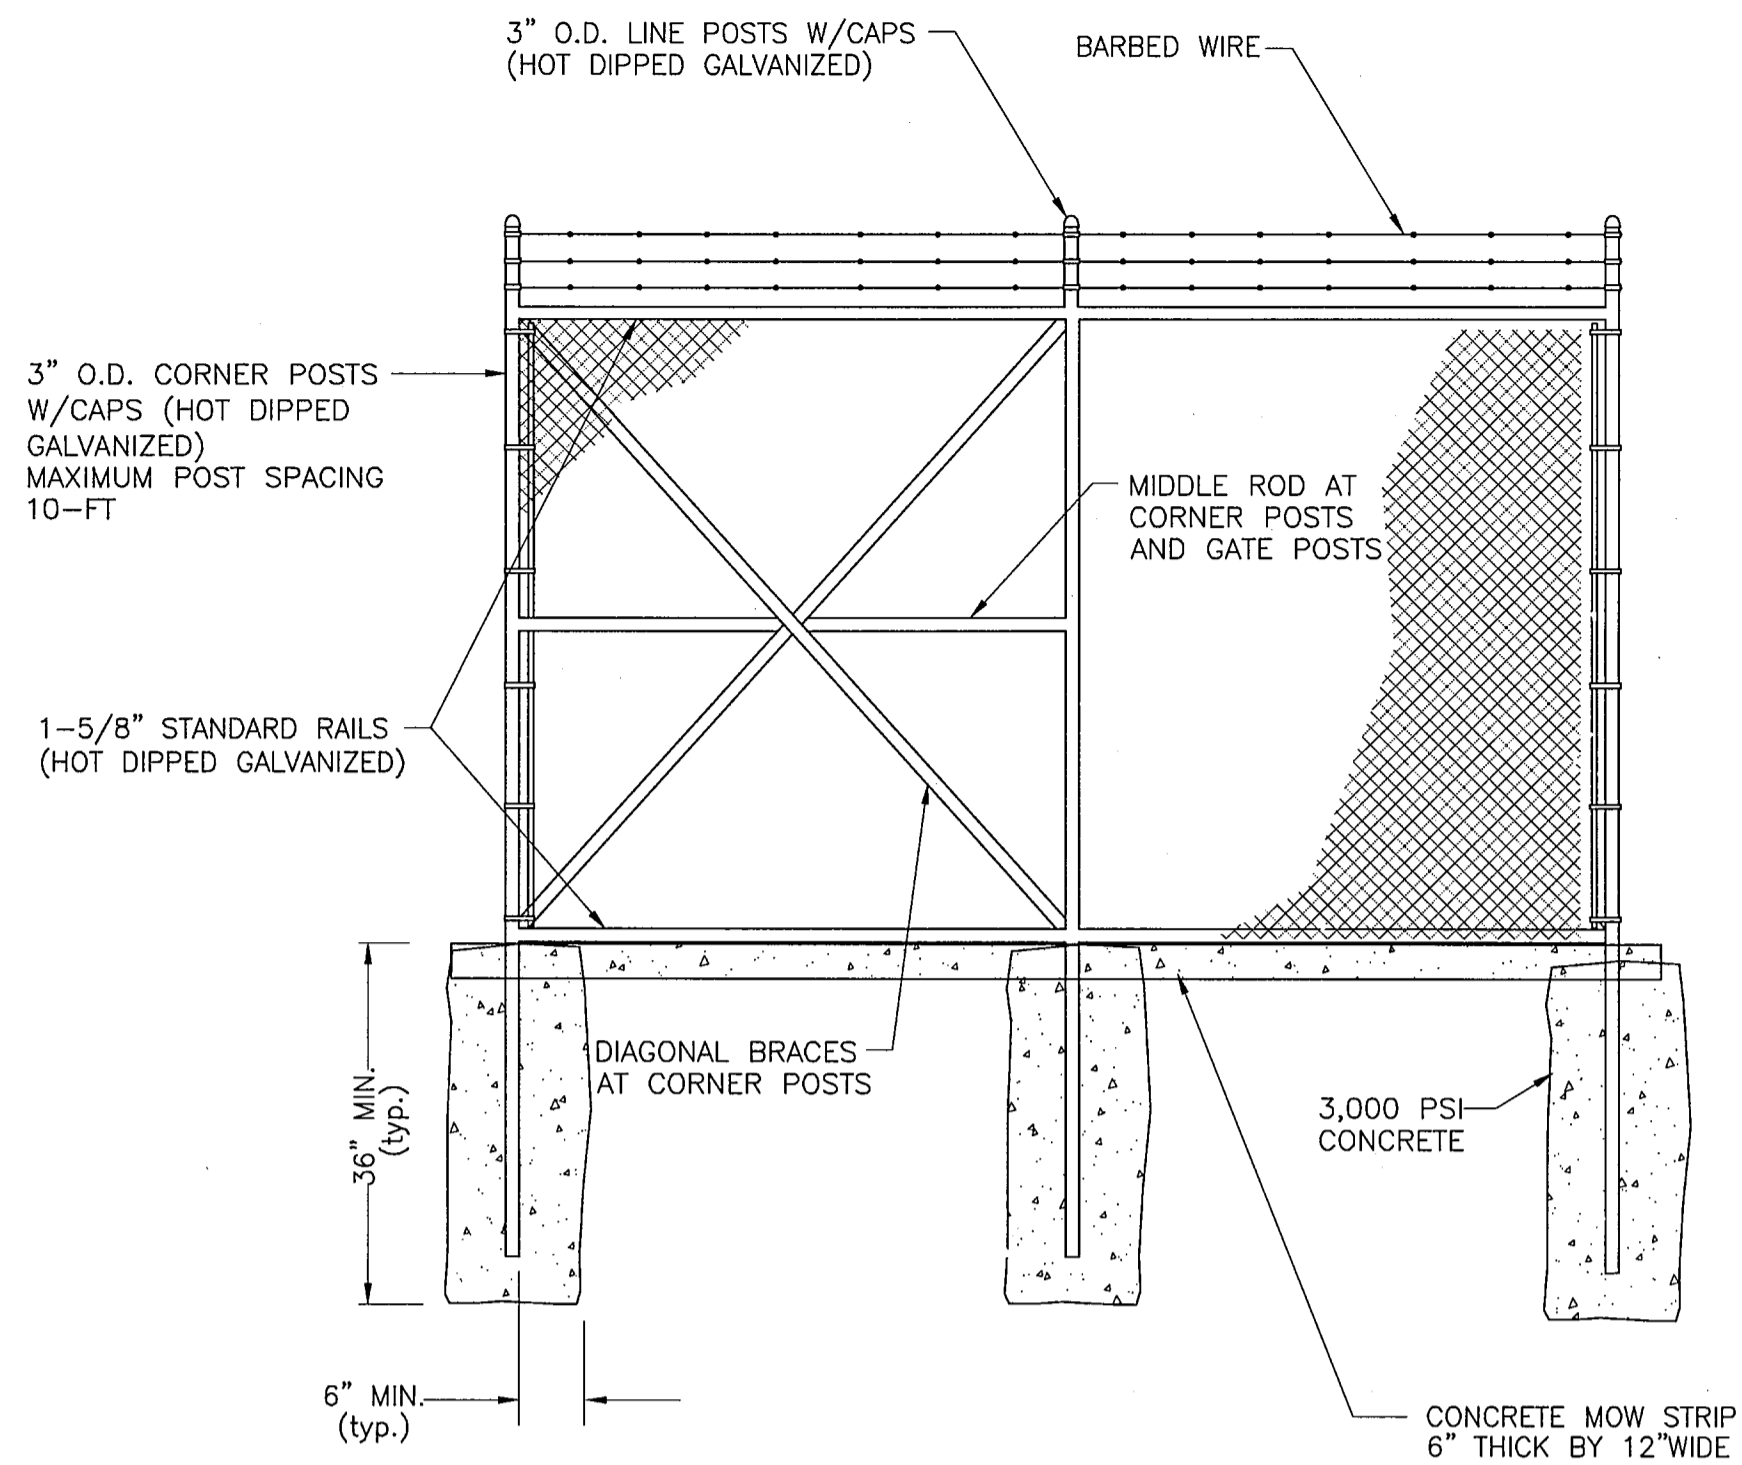 3" O.D. LINE POSTS W/CAPS
(HOT DIPPED GALVANIZED)
BARBED WIRE
3" O.D. CORNER POSTS
W/CAPS (HOT DIPPED
GALVANIZED)
MAXIMUM POST SPACING
10-FT
MIDDLE ROD AT
CORNER POSTS
AND GATE POSTS
1-5/8" STANDARD RAILS
(HOT DIPPED GALVANIZED)
DIAGONAL BRACES
AT CORNER POSTS
36" MIN.
(typ.)
3,000 PSI
CONCRETE
6" MIN.
(typ.)
CONCRETE MOW STRIP
6" THICK BY 12"WIDE